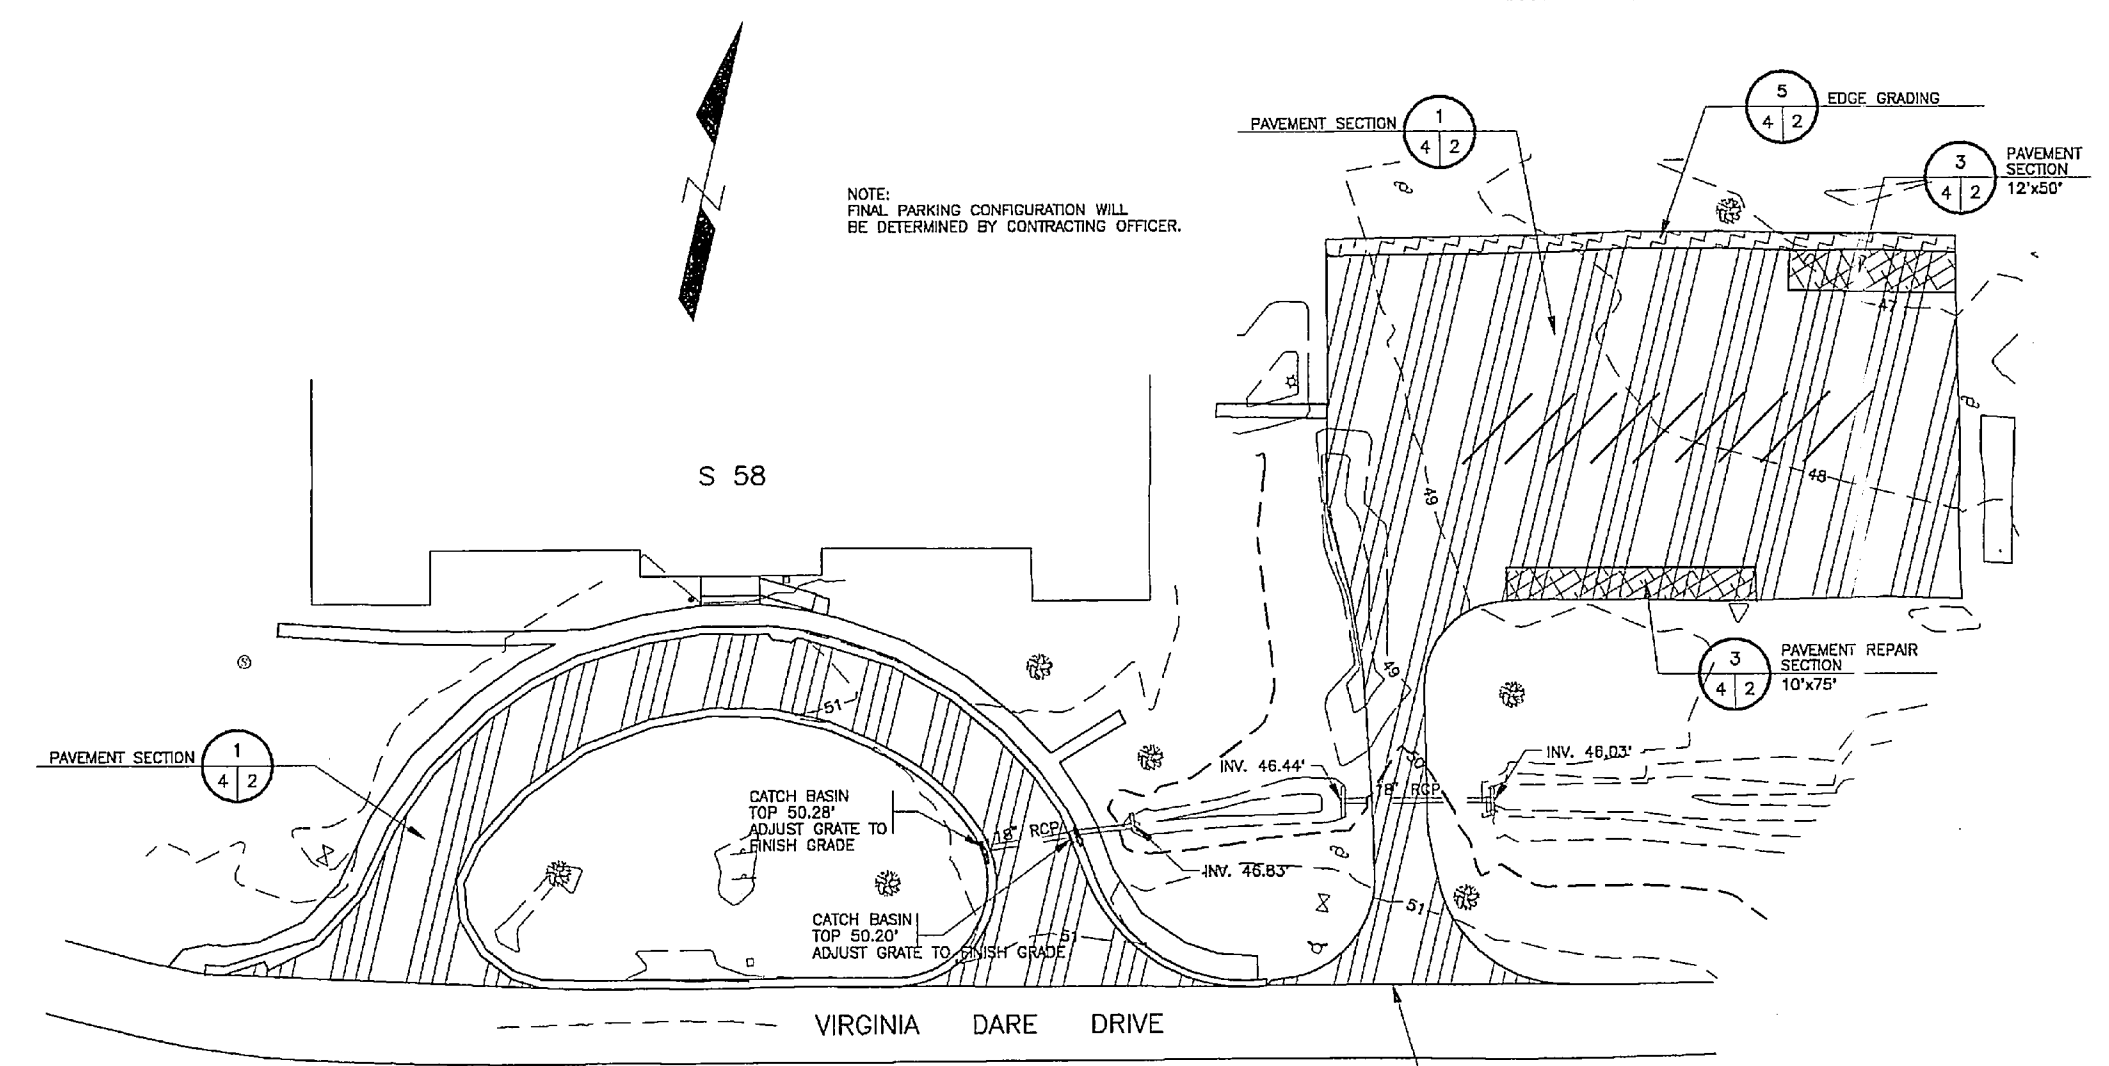 5
4 2
EDGE GRADING
PAVEMENT SECTION
1
4 2
3
4 2
PAVEMENT
SECTION
12'x50'
NOTE:
FINAL PARKING CONFIGURATION WILL
BE DETERMINED BY CONTRACTING OFFICER.
47
S 58
48
49
49
3
4 2
PAVEMENT REPAIR
SECTION
10'x75'
51
PAVEMENT SECTION
1
4 2
INV. 46.44'
50
18" RCP
INV. 46.03'
CATCH BASIN
TOP 50.28'
ADJUST GRATE TO
FINISH GRADE
18" RCP
INV. 46.83'
CATCH BASIN
TOP 50.20'
ADJUST GRATE TO FINISH GRADE
51
51
VIRGINIA DARE DRIVE